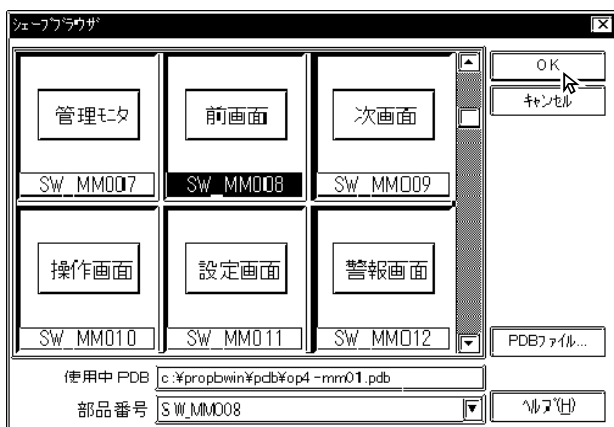 ｼｪｰﾌﾟﾌﾞﾗｳｻﾞ
管理ﾓﾆﾀ
前画面
次画面
SW_MM007
SW_MM008
SW_MM009
操作画面
設定画面
警報画面
SW_MM010
SW_MM011
SW_MM012
使用中 PDB
c:¥propbwin¥pdb¥op4-mm01.pdb
部品番号
SW_MM008
OK
ｷｬﾝｾﾙ
PDBﾌｧｲﾙ...
ﾍﾙﾌﾟ(H)